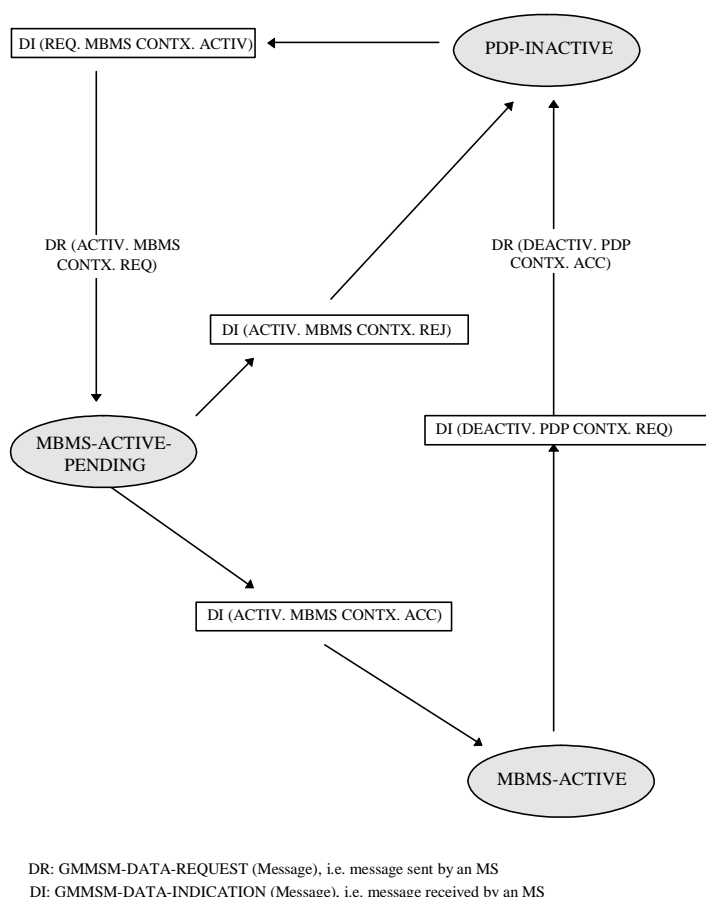 DI (REQ. MBMS CONTX. ACTIV)
PDP-INACTIVE
DR (ACTIV. MBMS
CONTX. REQ)
DR (DEACTIV. PDP
CONTX. ACC)
DI (ACTIV. MBMS CONTX. REJ)
MBMS-ACTIVE-
PENDING
DI (DEACTIV. PDP CONTX. REQ)
DI (ACTIV. MBMS CONTX. ACC)
MBMS-ACTIVE
DR: GMMSM-DATA-REQUEST (Message), i.e. message sent by an MS
DI: GMMSM-DATA-INDICATION (Message), i.e. message received by an MS